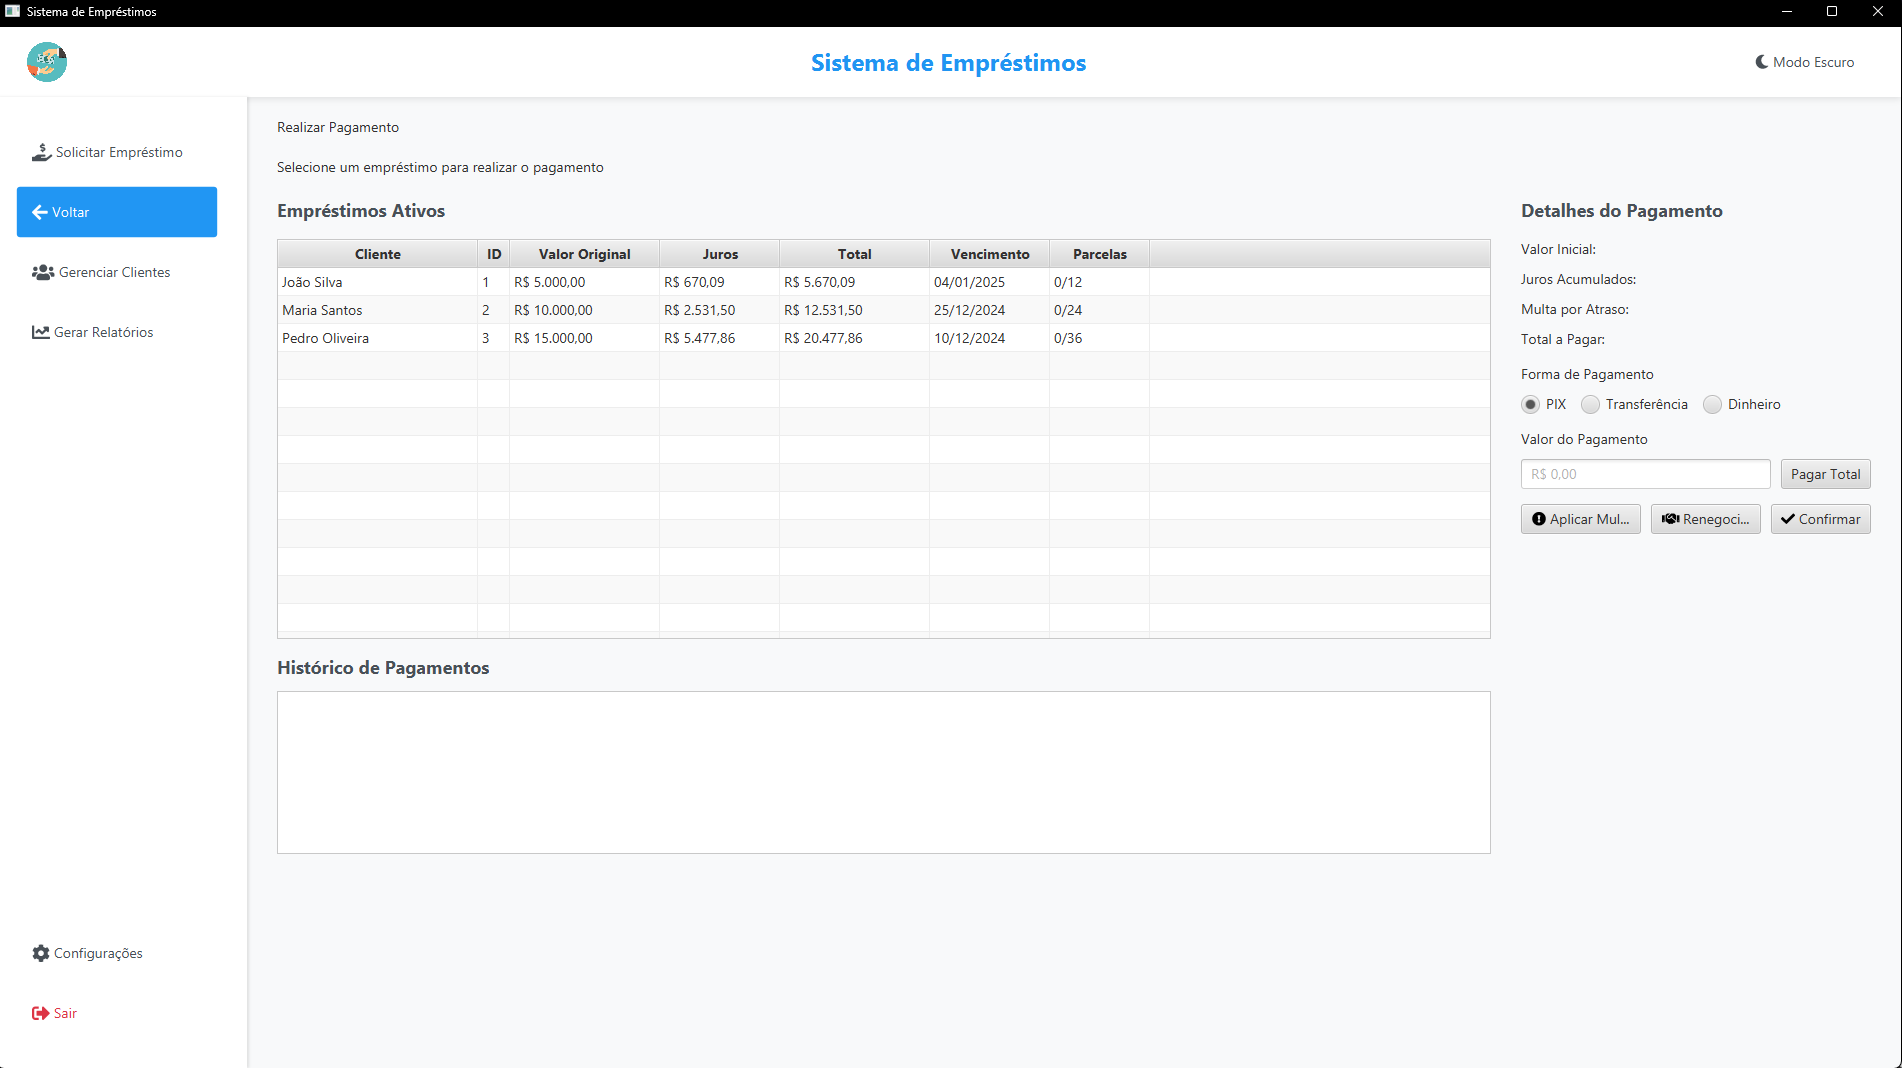 Sistema de Empréstimos
Sistema de Empréstimos
Modo Escuro
Solicitar Empréstimo
Voltar
Gerenciar Clientes
Gerar Relatórios
Configurações
Sair
Realizar Pagamento
Selecione um empréstimo para realizar o pagamento
Empréstimos Ativos
Cliente ID Valor Original Juros Total Vencimento Parcelas
João Silva 1 R$ 5.000,00 R$ 670,09 R$ 5.670,09 04/01/2025 0/12
Maria Santos 2 R$ 10.000,00 R$ 2.531,50 R$ 12.531,50 25/12/2024 0/24
Pedro Oliveira 3 R$ 15.000,00 R$ 5.477,86 R$ 20.477,86 10/12/2024 0/36
Histórico de Pagamentos
Detalhes do Pagamento
Valor Inicial:
Juros Acumulados:
Multa por Atraso:
Total a Pagar:
Forma de Pagamento
PIX Transferência Dinheiro
Valor do Pagamento
R$ 0,00 Pagar Total
Aplicar Mul... Renegoci... Confirmar